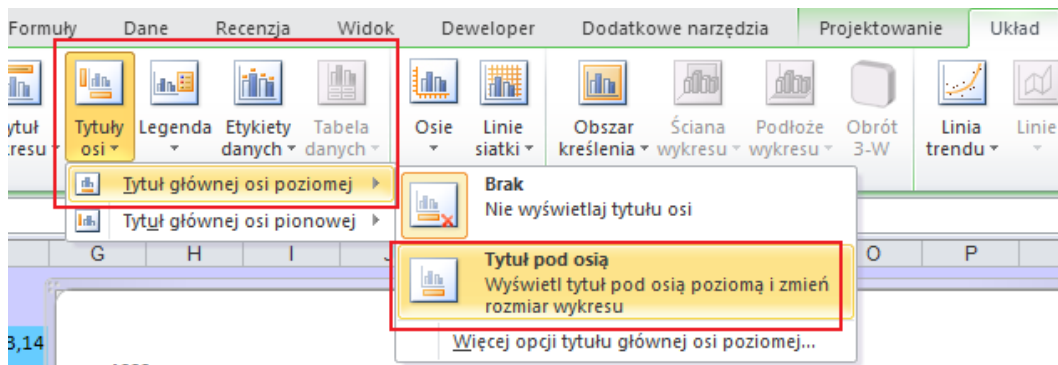 Formuły Dane Recenzja Widok Deweloper Dodatkowe narzędzia Projektowanie Układ
Tytuły osi
Legenda
Etykiety danych
Tabela danych
Osie
Linie siatki
Obszar kreślenia
Ściana wykresu
Podłoże wykresu
Obrót 3-W
Linia trendu
Linie
Tytuł głównej osi poziomej
Tytuł głównej osi pionowej
Brak
Nie wyświetlaj tytułu osi
Tytuł pod osią
Wyświetl tytuł pod osią poziomą i zmień
rozmiar wykresu
Więcej opcji tytułu głównej osi poziomej...
G H I O P
3,14